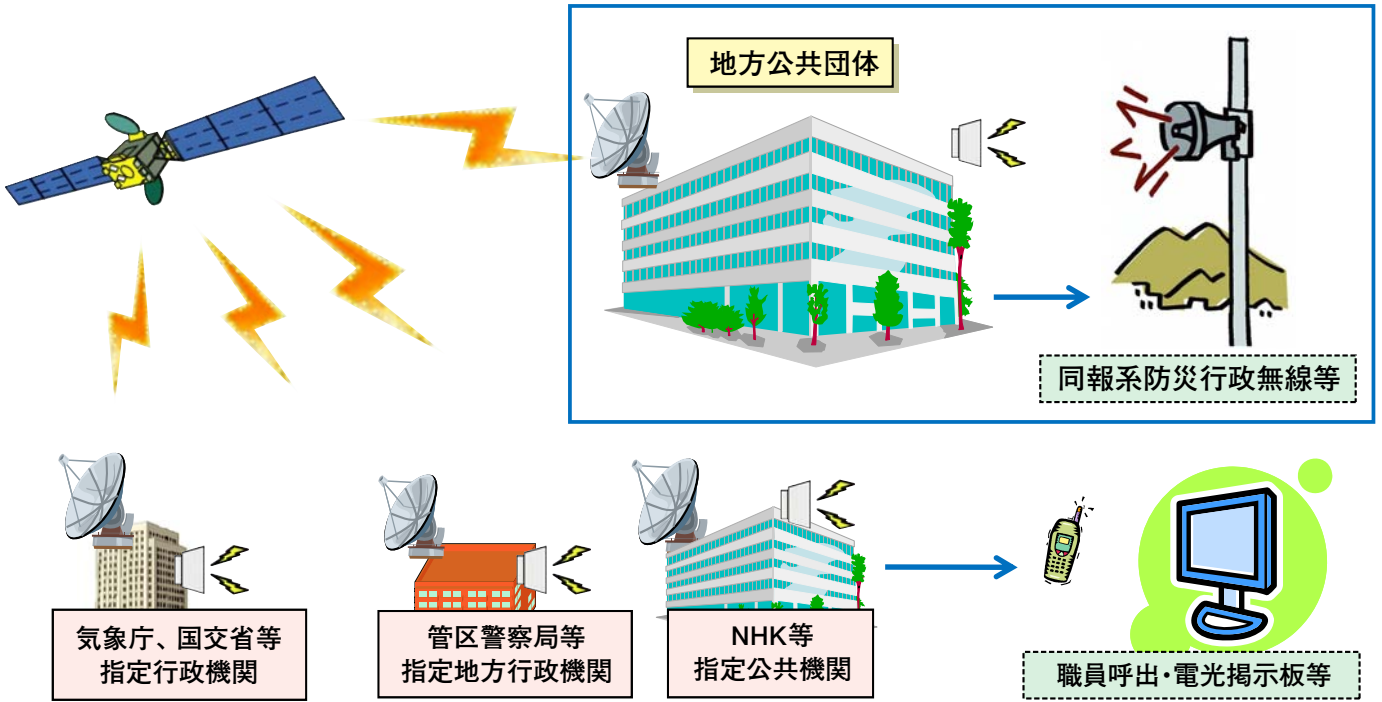 地方公共団体
同報系防災行政無線等
気象庁、国交省等
指定行政機関
管区警察局等
指定地方行政機関
NHK等
指定公共機関
職員呼出・電光掲示板等